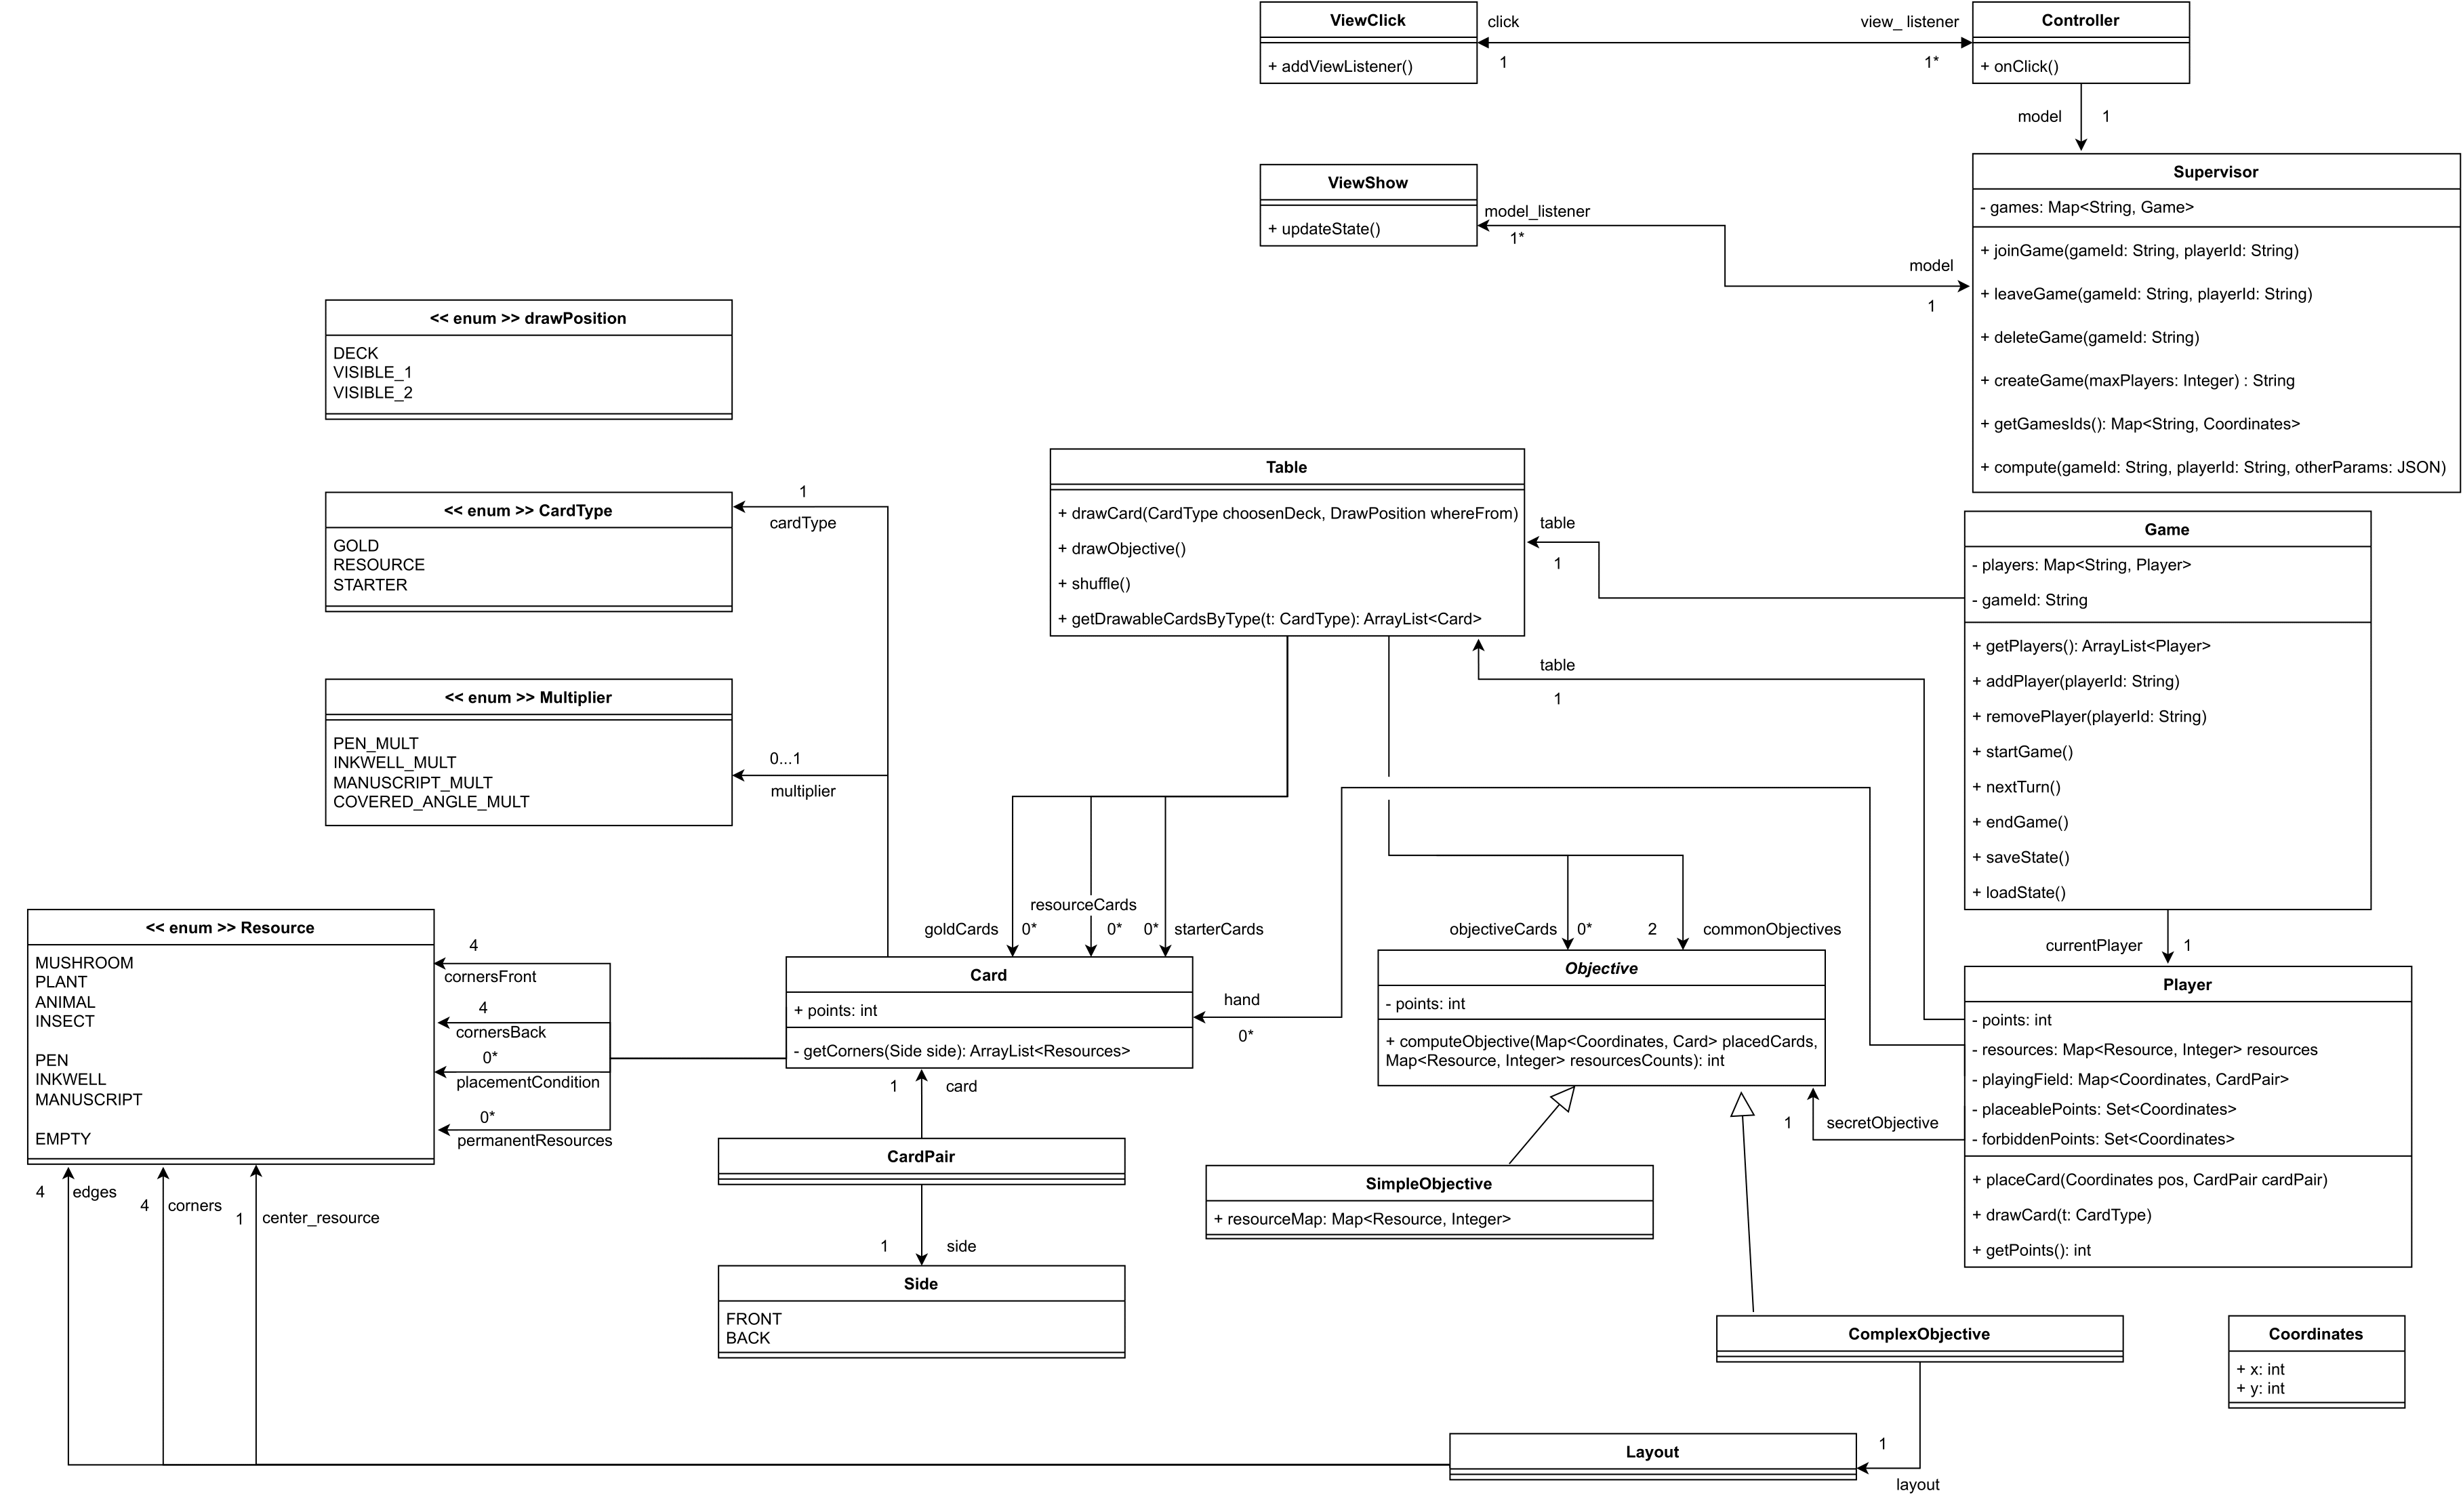 ViewClick
+ addViewListener()
click
1
view_ listener
1*
Controller
+ onClick()
model
1
ViewShow
+ updateState()
model_listener
1*
model
1
Supervisor
- games: Map<String, Game>
+ joinGame(gameId: String, playerId: String)
+ leaveGame(gameId: String, playerId: String)
+ deleteGame(gameId: String)
+ createGame(maxPlayers: Integer) : String
+ getGamesIds(): Map<String, Coordinates>
+ compute(gameId: String, playerId: String, otherParams: JSON)
<< enum >> drawPosition
DECK
VISIBLE_1
VISIBLE_2
<< enum >> CardType
GOLD
RESOURCE
STARTER
1
cardType
<< enum >> Multiplier
PEN_MULT
INKWELL_MULT
MANUSCRIPT_MULT
COVERED_ANGLE_MULT
0...1
multiplier
Table
+ drawCard(CardType choosenDeck, DrawPosition whereFrom)
+ drawObjective()
+ shuffle()
+ getDrawableCardsByType(t: CardType): ArrayList<Card>
table
1
table
1
Game
- players: Map<String, Player>
- gameId: String
+ getPlayers(): ArrayList<Player>
+ addPlayer(playerId: String)
+ removePlayer(playerId: String)
+ startGame()
+ nextTurn()
+ endGame()
+ saveState()
+ loadState()
currentPlayer
1
<< enum >> Resource
MUSHROOM
PLANT
ANIMAL
INSECT
PEN
INKWELL
MANUSCRIPT
EMPTY
4
cornersFront
4
cornersBack
0*
placementCondition
0*
permanentResources
goldCards
0*
resourceCards
0*
0*
starterCards
Card
+ points: int
- getCorners(Side side): ArrayList<Resources>
hand
0*
objectiveCards
0*
2
commonObjectives
Objective
- points: int
+ computeObjective(Map<Coordinates, Card> placedCards,
Map<Resource, Integer> resourcesCounts): int
Player
- points: int
- resources: Map<Resource, Integer> resources
- playingField: Map<Coordinates, CardPair>
- placeablePoints: Set<Coordinates>
- forbiddenPoints: Set<Coordinates>
+ placeCard(Coordinates pos, CardPair cardPair)
+ drawCard(t: CardType)
+ getPoints(): int
1
secretObjective
1
card
CardPair
1
side
Side
FRONT
BACK
SimpleObjective
+ resourceMap: Map<Resource, Integer>
4
edges
4
corners
1
center_resource
ComplexObjective
Coordinates
+ x: int
+ y: int
Layout
1
layout